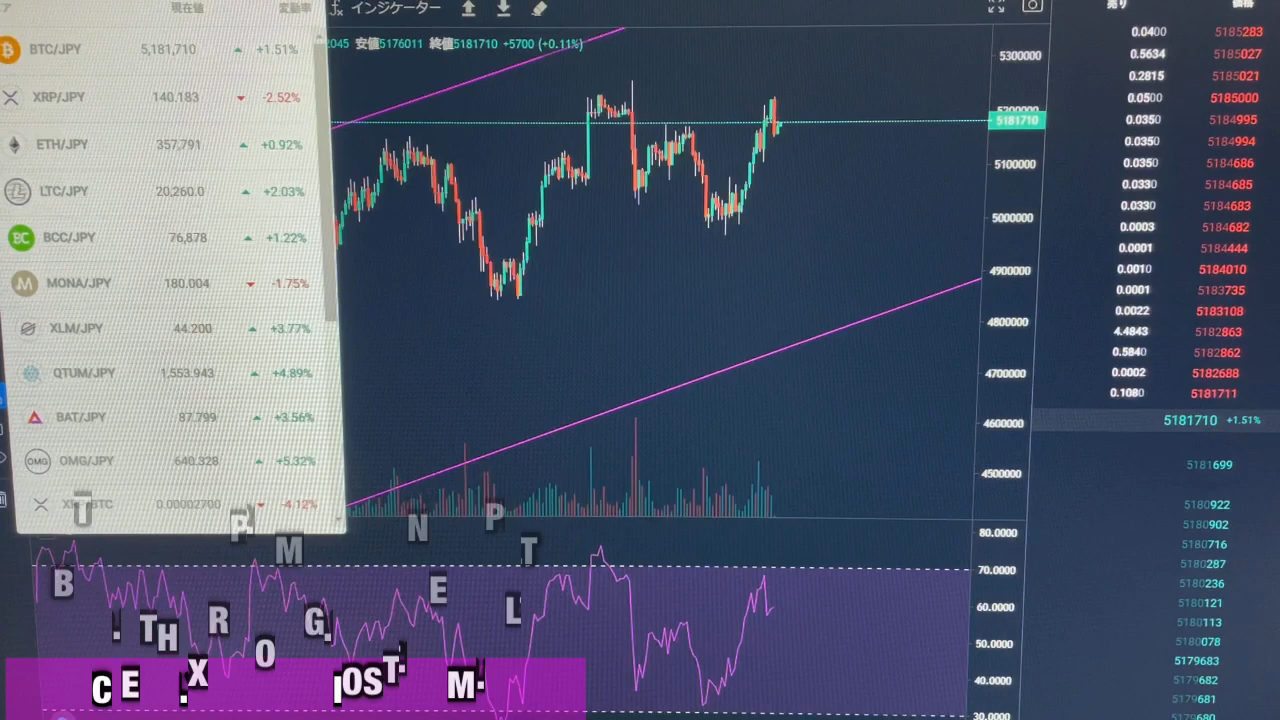 現在値 変動率
インジケーター
売り 価格
2045 安値5176011 終値5181710 +5700 (+0.11%)
BTC/JPY 5,181,710 +1.51%
XRP/JPY 140.183 -2.52%
ETH/JPY 357,791 +0.92%
LTC/JPY 20,260.0 +2.03%
BCC/JPY 76,878 +1.22%
MONA/JPY 180.004 -1.75%
XLM/JPY 44.200 +3.77%
QTUM/JPY 1,553.943 +4.89%
BAT/JPY 87.799 +3.56%
OMG/JPY 640.328 +5.32%
0.00002700 -4.12%
5300000
5200000
5181710
5100000
5000000
4900000
4800000
4700000
4600000
4500000
80.0000
70.0000
60.0000
50.0000
40.0000
30.0000
0.0400 5185283
0.5634 5185027
0.2815 5185021
0.0500 5185000
0.0350 5184995
0.0350 5184994
0.0350 5184686
0.0330 5184685
0.0330 5184683
0.0003 5184682
0.0001 5184444
0.0010 5184010
0.0001 5183735
0.0022 5183108
4.4843 5182863
0.5840 5182862
0.0002 5182688
0.1080 5181711
5181710 +1.51%
5181699
5180922
5180902
5180716
5180287
5180236
5180121
5180113
5180078
5179683
5179682
5179681
5179680
T P M N P T
B E L
. T H R G.
O
C E . X I O S T . M .